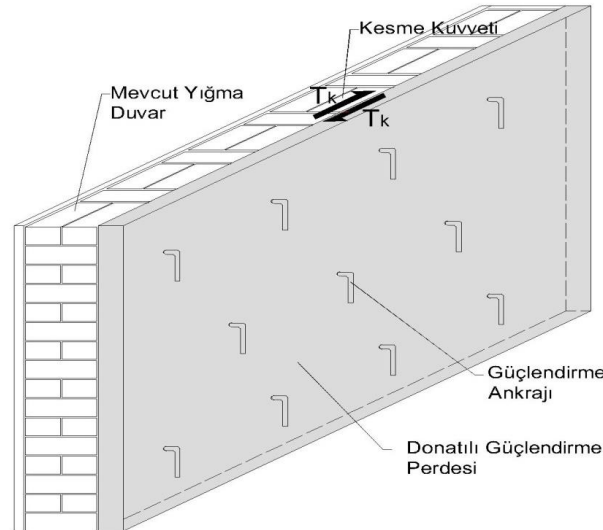 Kesme Kuvveti
Mevcut Yığma
Duvar
Tk
Tk
Güçlendirme
Ankrajı
Donatılı Güçlendirme
Perdesi